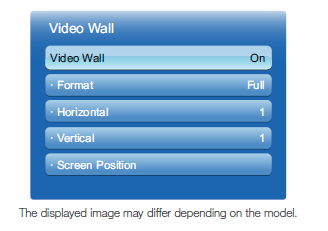 Video Wall
Video Wall On
· Format Full
· Horizontal 1
· Vertical 1
· Screen Position
The displayed image may differ depending on the model.